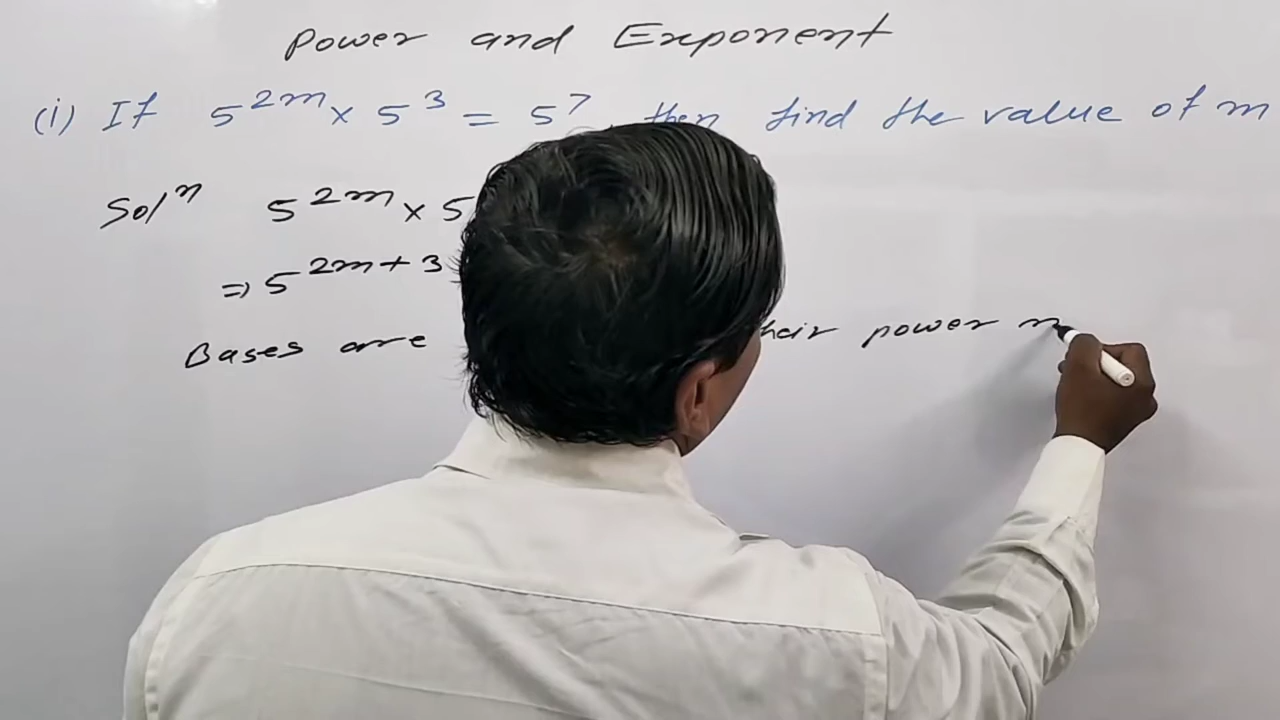 Power and Exponent
(i) If 5^{2m} × 5^3 = 5^7, then find the value of m
Sol^n 5^{2m} × 5
⇒ 5^{2m+3}
Bases are power